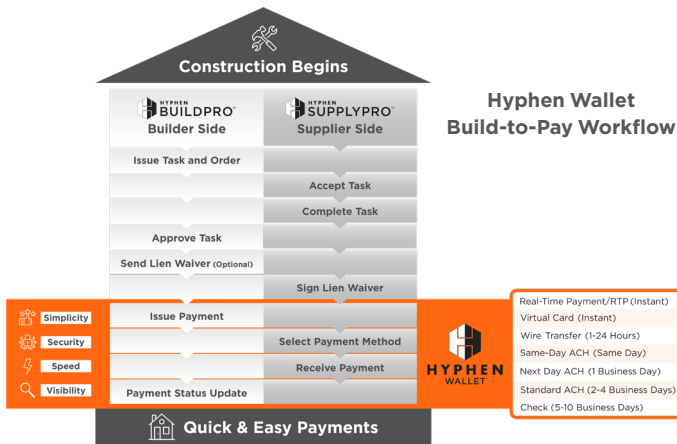 Construction Begins
Hyphen Wallet
Build-to-Pay Workflow
HYPHEN
BUILDPRO™
Builder Side
HYPHEN
SUPPLYPRO™
Supplier Side
Issue Task and Order
Accept Task
Complete Task
Approve Task
Send Lien Waiver (Optional)
Sign Lien Waiver
Simplicity
Security
Speed
Visibility
Issue Payment
Select Payment Method
Receive Payment
Payment Status Update
HYPHEN
WALLET
Real-Time Payment/RTP (Instant)
Virtual Card (Instant)
Wire Transfer (1-24 Hours)
Same-Day ACH (Same Day)
Next Day ACH (1 Business Day)
Standard ACH (2-4 Business Days)
Check (5-10 Business Days)
Quick & Easy Payments